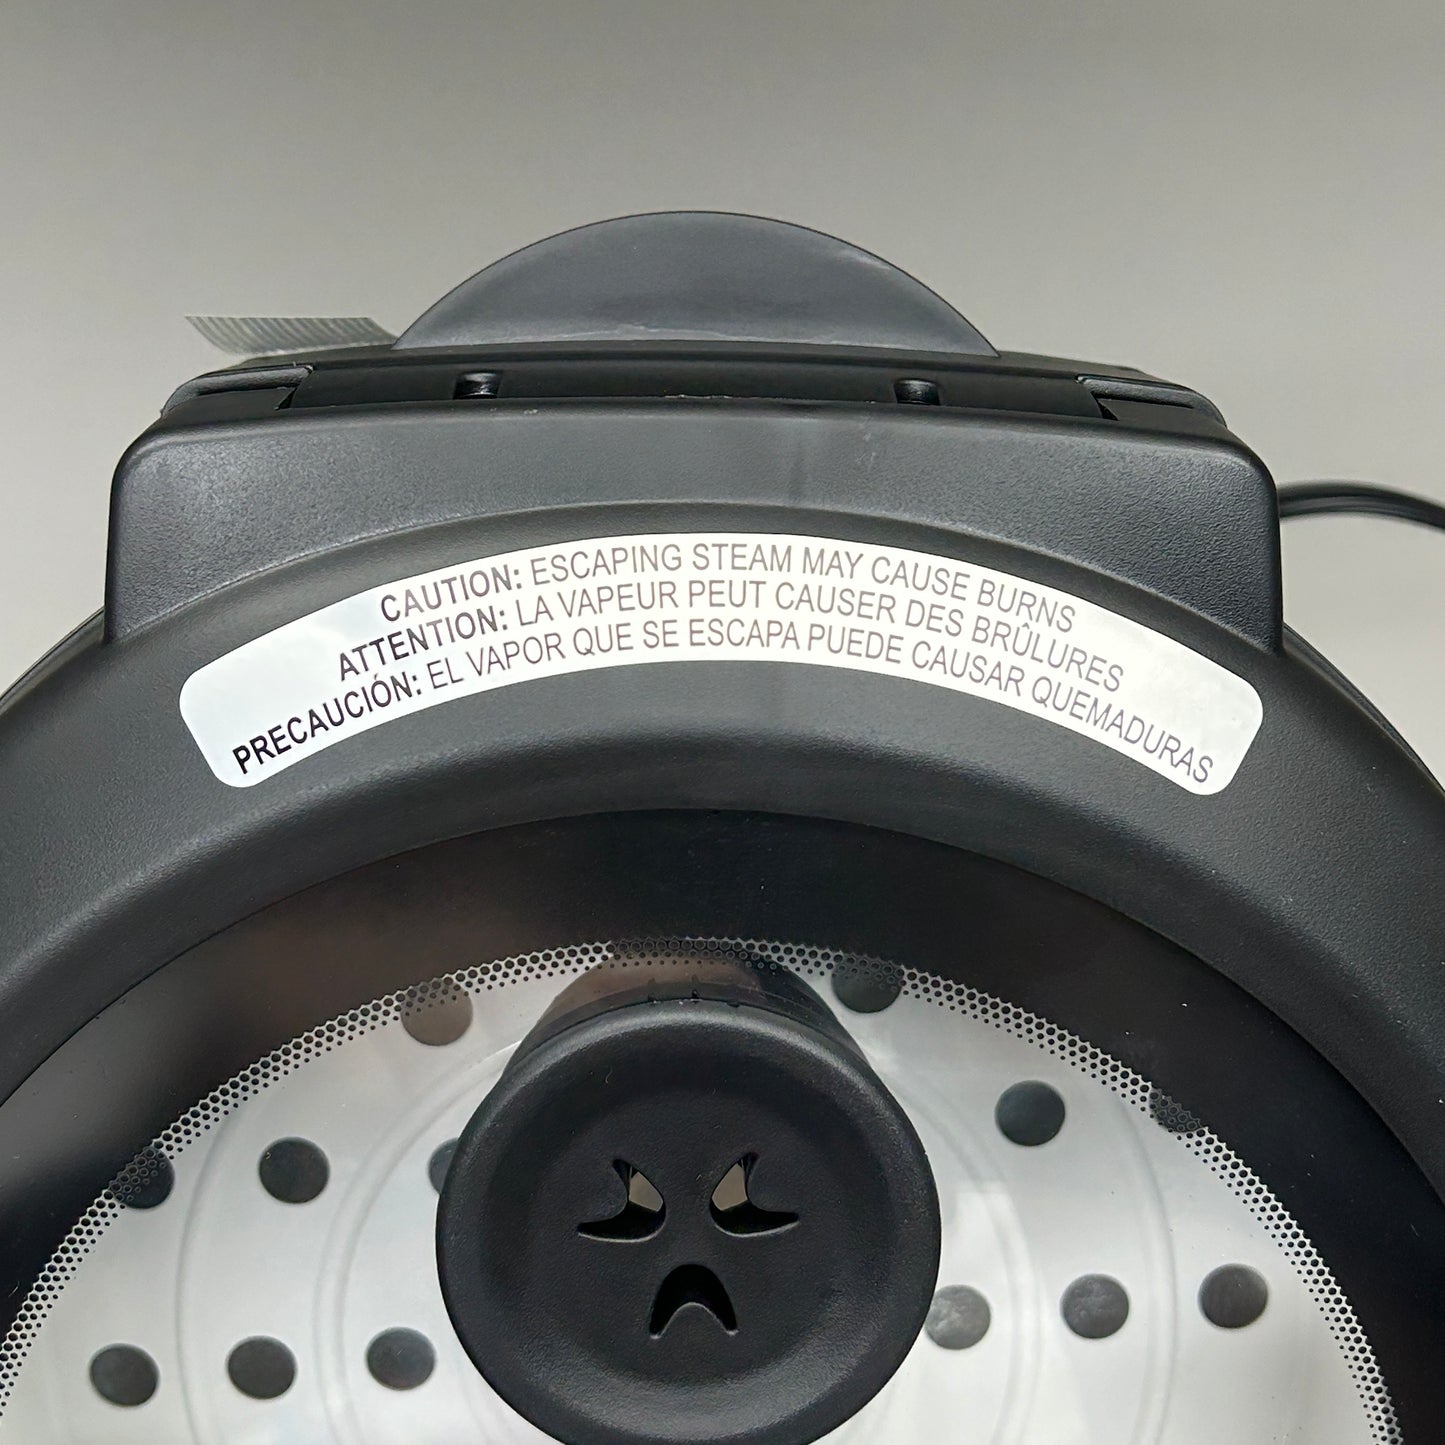 CAUTION: ESCAPING STEAM MAY CAUSE BURNS
ATTENTION: LA VAPEUR PEUT CAUSER DES BRÛLURES
PRECAUCIÓN: EL VAPOR QUE SE ESCAPA PUEDE CAUSAR QUEMADURAS